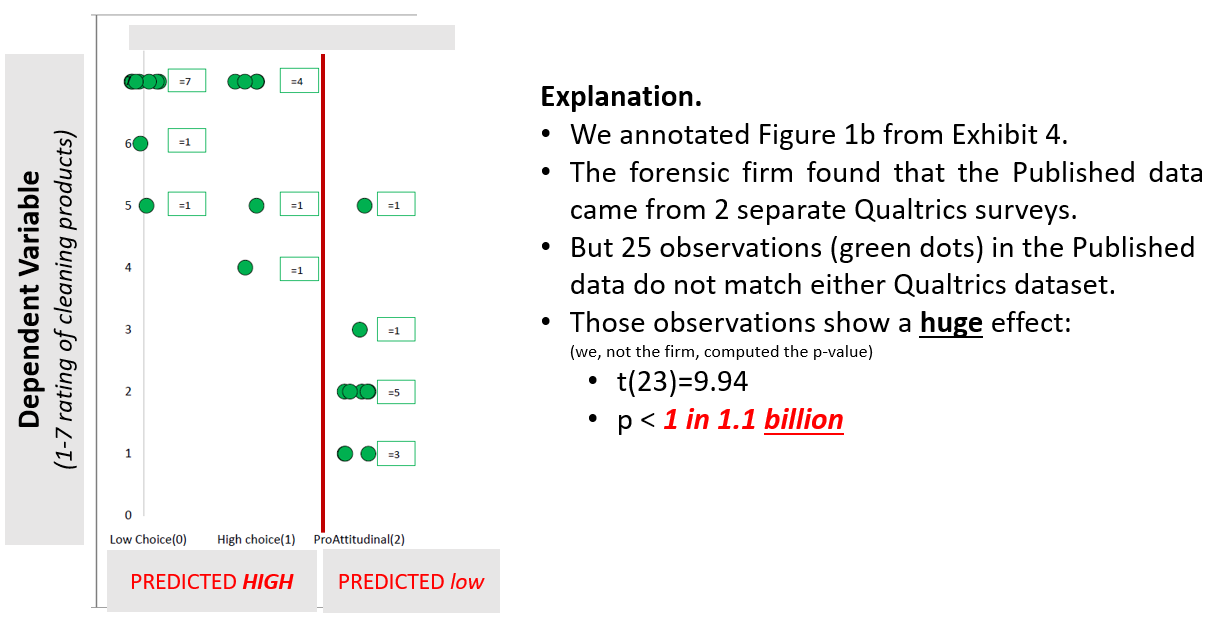 Dependent Variable
(1-7 rating of cleaning products)
=7
=4
6
=1
5
=1
=1
=1
4
=1
3
=1
2
=5
1
=3
0
Low Choice(0)
High choice(1)
ProAttitudinal(2)
PREDICTED HIGH
PREDICTED low
Explanation.
• We annotated Figure 1b from Exhibit 4.
• The forensic firm found that the Published data
came from 2 separate Qualtrics surveys.
• But 25 observations (green dots) in the Published
data do not match either Qualtrics dataset.
• Those observations show a huge effect:
(we, not the firm, computed the p-value)
• t(23)=9.94
• p < 1 in 1.1 billion